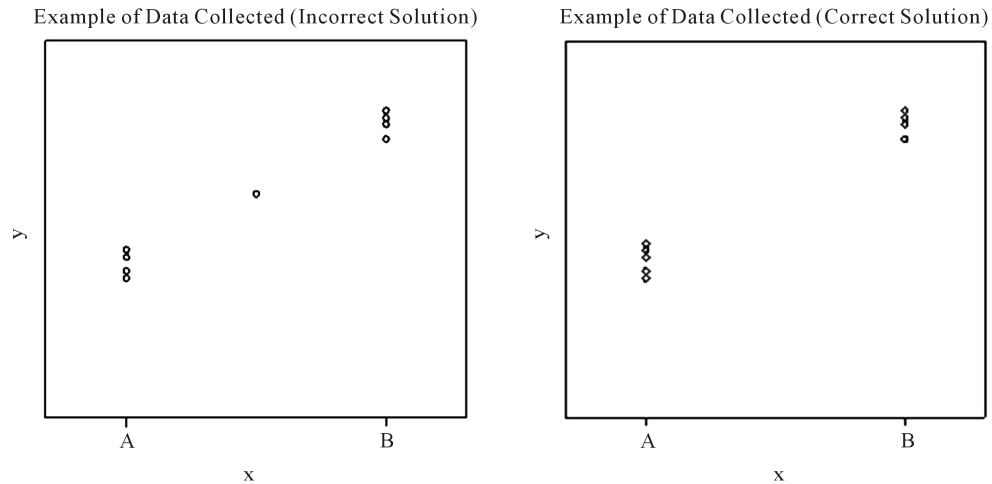 Example of Data Collected (Incorrect Solution)
y
A
B
x
Example of Data Collected (Correct Solution)
y
A
B
x